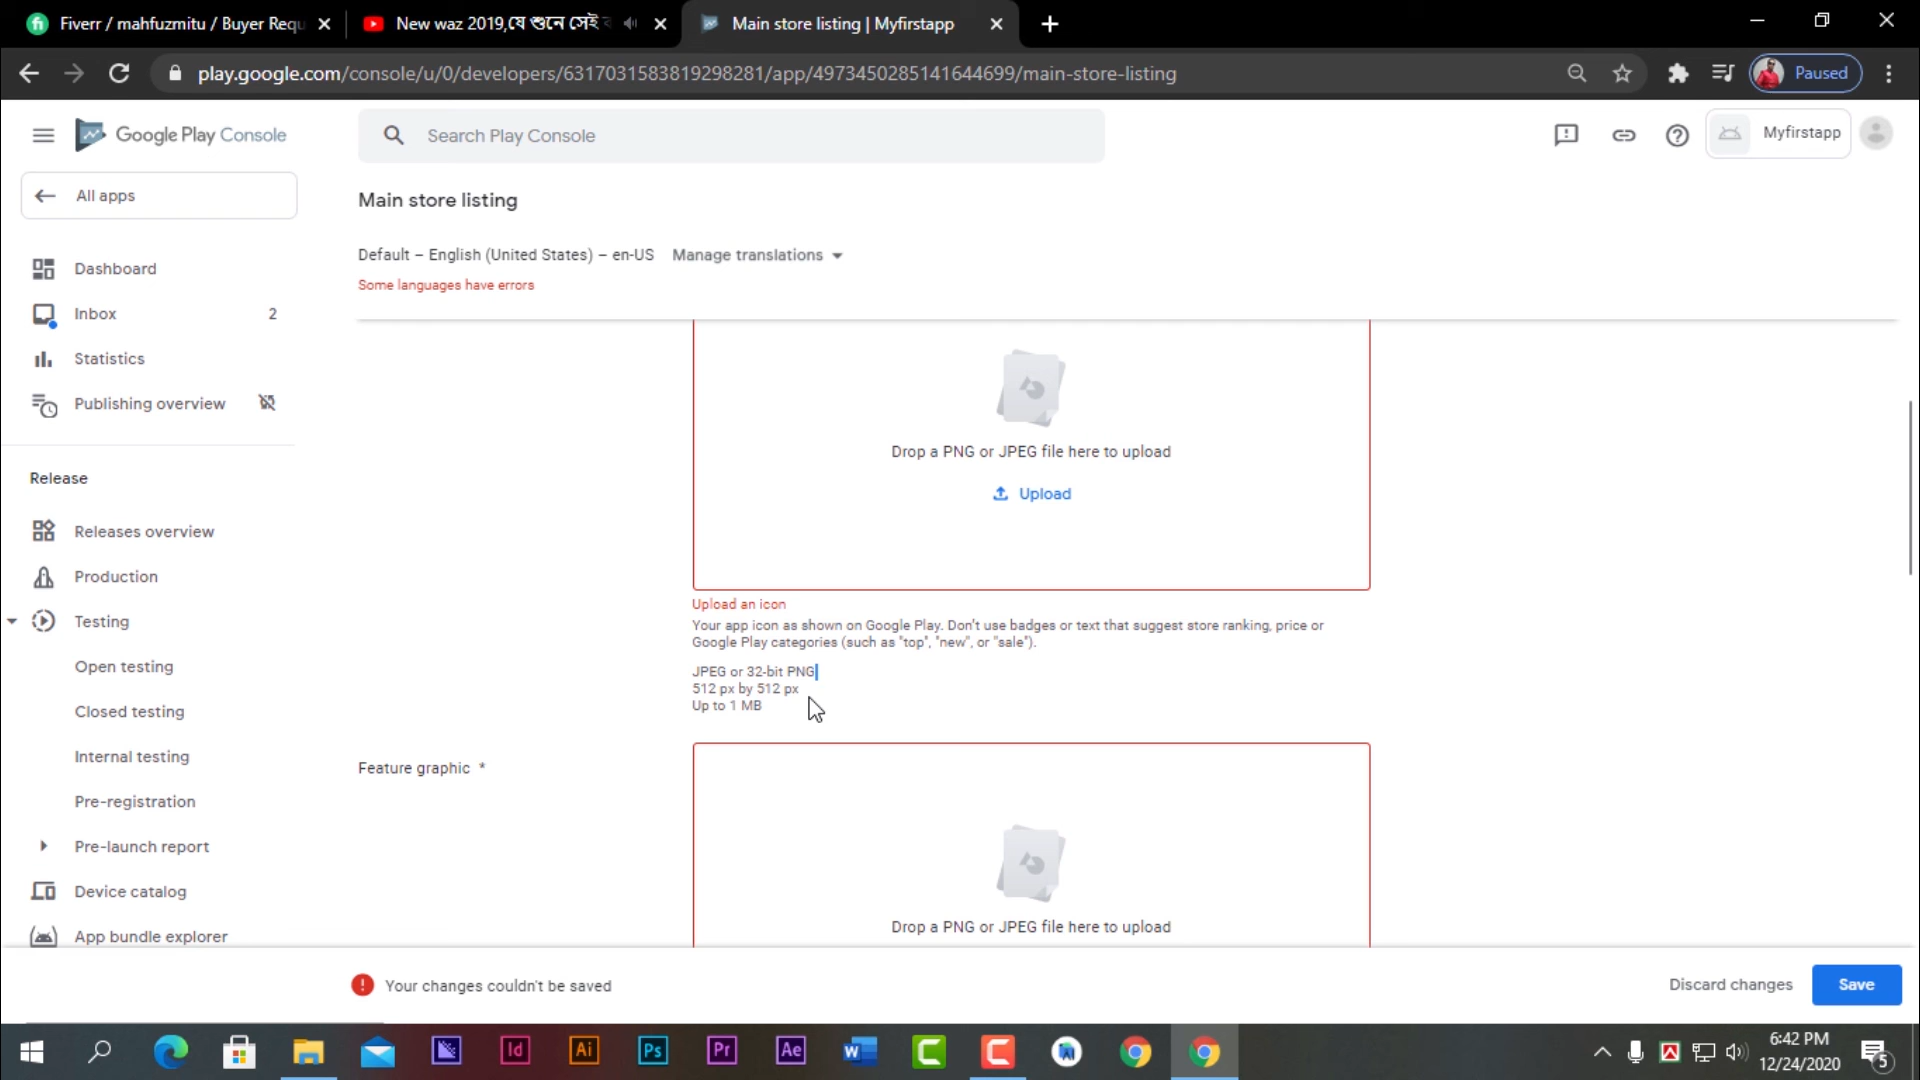 Fiverr / mahfuzmitu / Buyer Requ
New waz 2019,যে শুনে সেই
Main store listing | Myfirstapp
play.google.com/console/u/0/developers/6317031583819298281/app/4973450285141644699/main-store-listing
Paused
Google Play Console
Search Play Console
Myfirstapp
All apps
Main store listing
Default – English (United States) – en-US Manage translations
Some languages have errors
Dashboard
Inbox 2
Statistics
Publishing overview
Release
Releases overview
Production
Testing
Open testing
Closed testing
Internal testing
Pre-registration
Pre-launch report
Device catalog
App bundle explorer
Drop a PNG or JPEG file here to upload
Upload
Upload an icon
Your app icon as shown on Google Play. Don't use badges or text that suggest store ranking, price or
Google Play categories (such as "top", "new", or "sale").
JPEG or 32-bit PNG
512 px by 512 px
Up to 1 MB
Feature graphic *
Drop a PNG or JPEG file here to upload
Your changes couldn't be saved
Discard changes
Save
Id
Ai
Ps
Pr
Ae
W
6:42 PM
12/24/2020
5